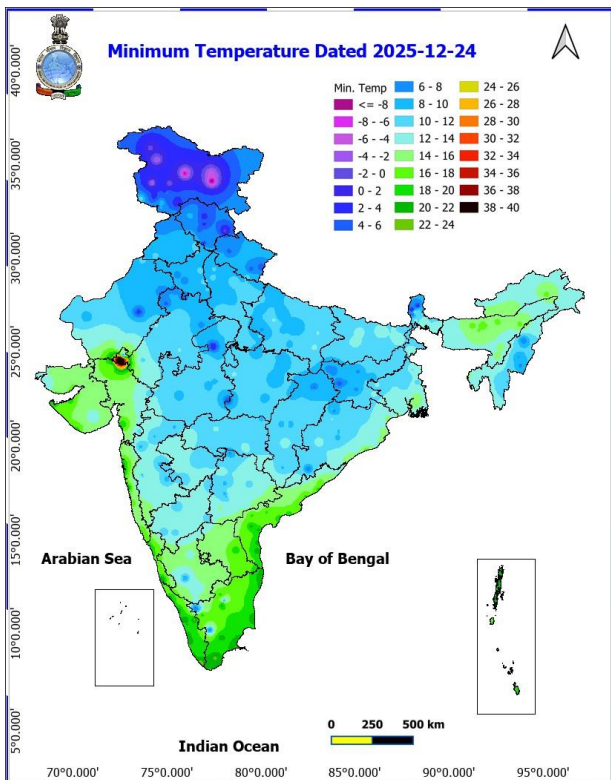 Minimum Temperature Dated 2025-12-24
Min. Temp
<= -8
-8 - -6
-6 - -4
-4 - -2
-2 - 0
0 - 2
2 - 4
4 - 6
6 - 8
8 - 10
10 - 12
12 - 14
14 - 16
16 - 18
18 - 20
20 - 22
22 - 24
24 - 26
26 - 28
28 - 30
30 - 32
32 - 34
34 - 36
36 - 38
38 - 40
40°0.000'
35°0.000'
30°0.000'
25°0.000'
20°0.000'
15°0.000'
10°0.000'
5°0.000'
Arabian Sea
Bay of Bengal
0 250 500 km
Indian Ocean
70°0.000' 75°0.000' 80°0.000' 85°0.000' 90°0.000' 95°0.000'